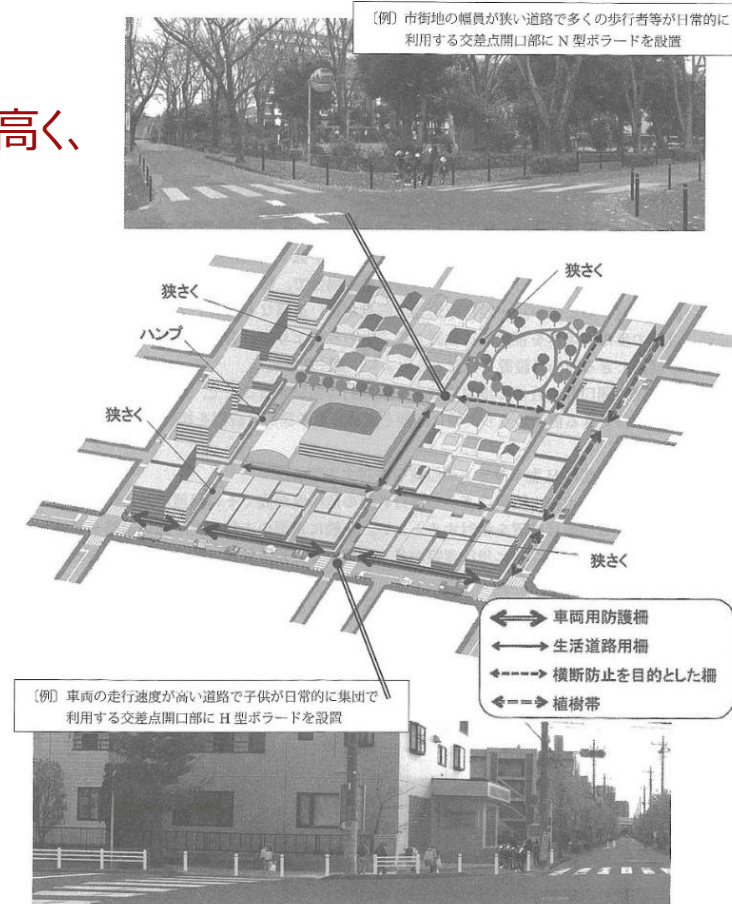 〔例〕市街地の幅員が狭い道路で多くの歩行者等が日常的に
利用する交差点開口部に N 型ボラードを設置
高く、
狭さく
狭さく
ハンプ
狭さく
狭さく
車両用防護柵
生活道路用柵
横断防止を目的とした柵
植樹帯
〔例〕車両の走行速度が高い道路で子供が日常的に集団で
利用する交差点開口部に H 型ボラードを設置